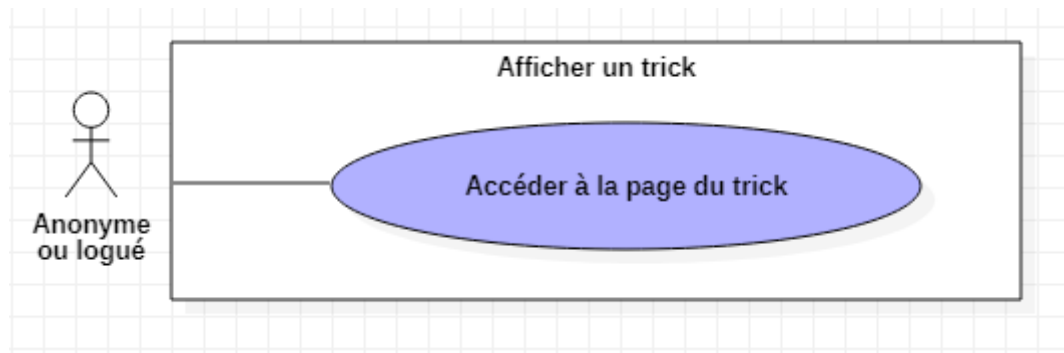 Afficher un trick
Accéder à la page du trick
Anonyme
ou logué